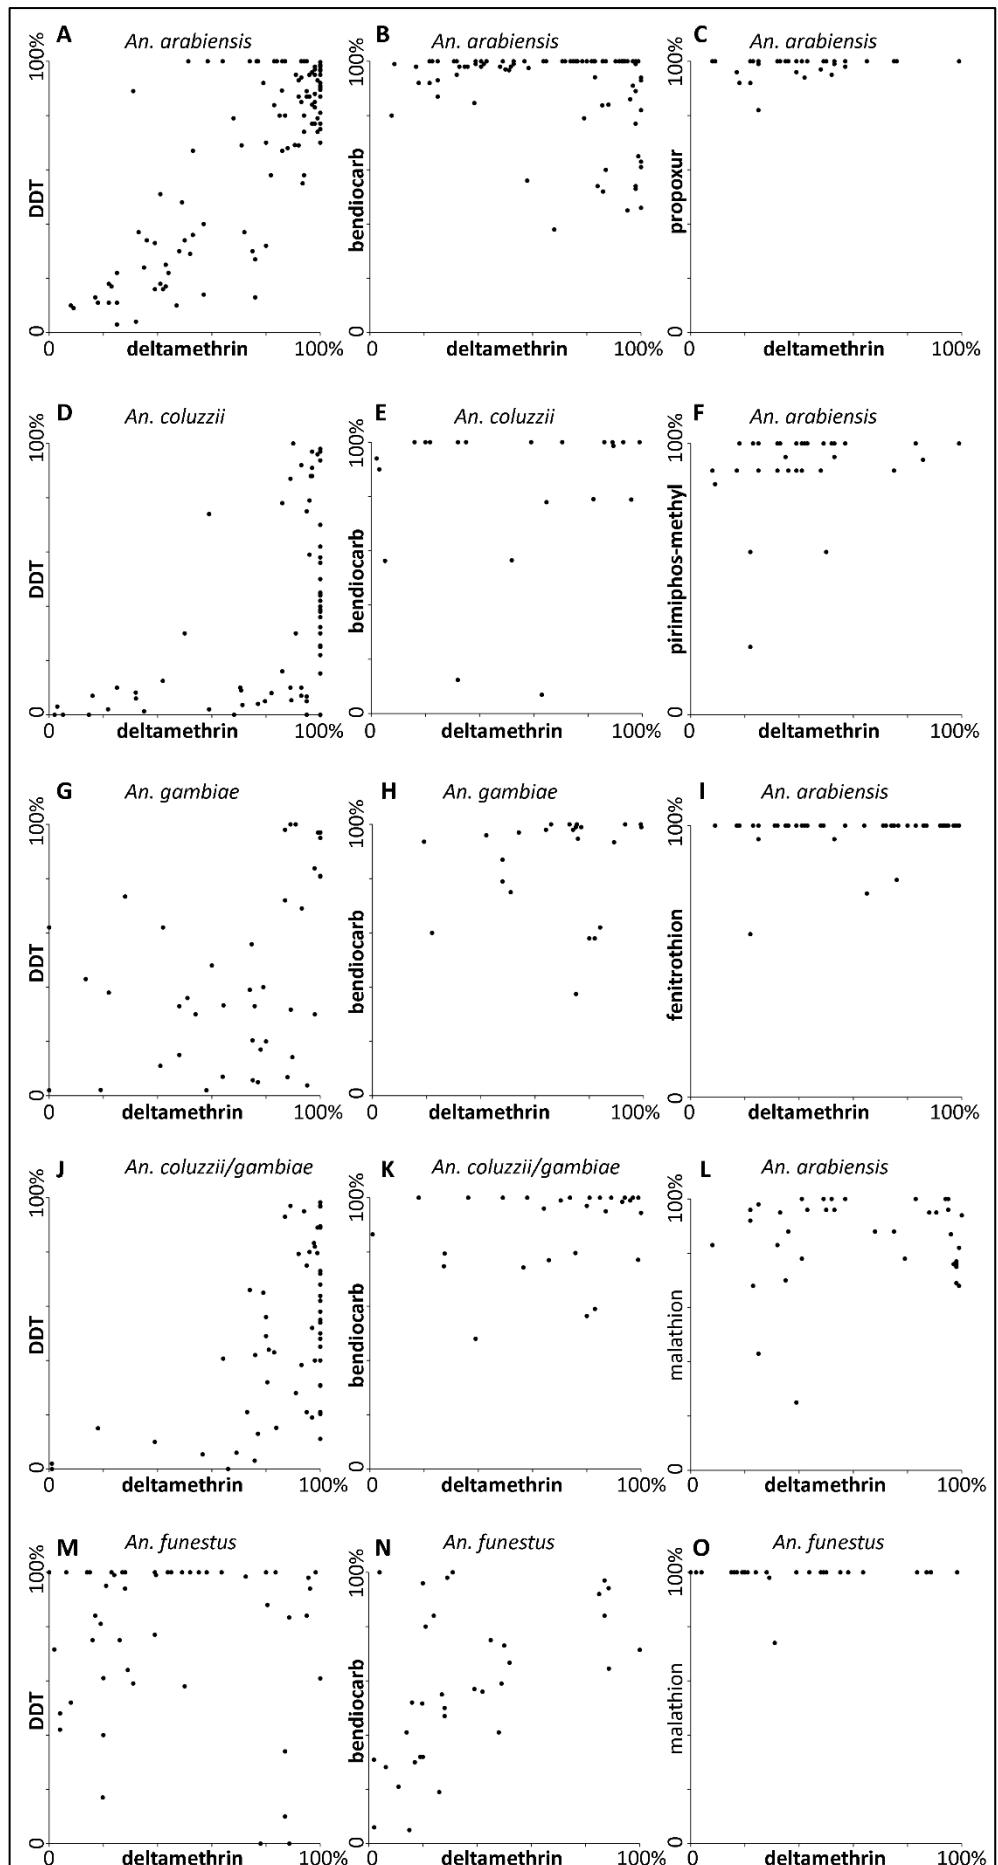 A An. arabiensis
100%
DDT
0
0 deltamethrin 100%
B An. arabiensis
100%
bendiocarb
0
0 deltamethrin 100%
C An. arabiensis
100%
propoxur
0
0 deltamethrin 100%
D An. coluzzii
100%
DDT
0
0 deltamethrin 100%
E An. coluzzii
100%
bendiocarb
0
0 deltamethrin 100%
F An. arabiensis
100%
pirimiphos-methyl
0
0 deltamethrin 100%
G An. gambiae
100%
DDT
0
0 deltamethrin 100%
H An. gambiae
100%
bendiocarb
0
0 deltamethrin 100%
I An. arabiensis
100%
fenitrothion
0
0 deltamethrin 100%
J An. coluzzii/gambiae
100%
DDT
0
0 deltamethrin 100%
K An. coluzzii/gambiae
100%
bendiocarb
0
0 deltamethrin 100%
L An. arabiensis
100%
malathion
0
0 deltamethrin 100%
M An. funestus
100%
DDT
0
0 deltamethrin 100%
N An. funestus
100%
bendiocarb
0
0 deltamethrin 100%
O An. funestus
100%
malathion
0
0 deltamethrin 100%